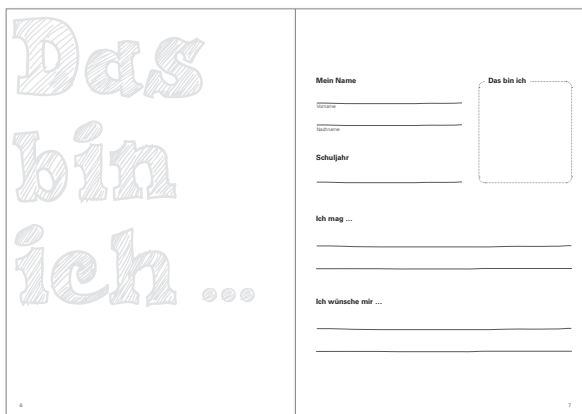 Das
bin
ich ...
6
Mein Name
Das bin ich
Vorname
Nachname
Schuljahr
Ich mag ...
Ich wünsche mir ...
7